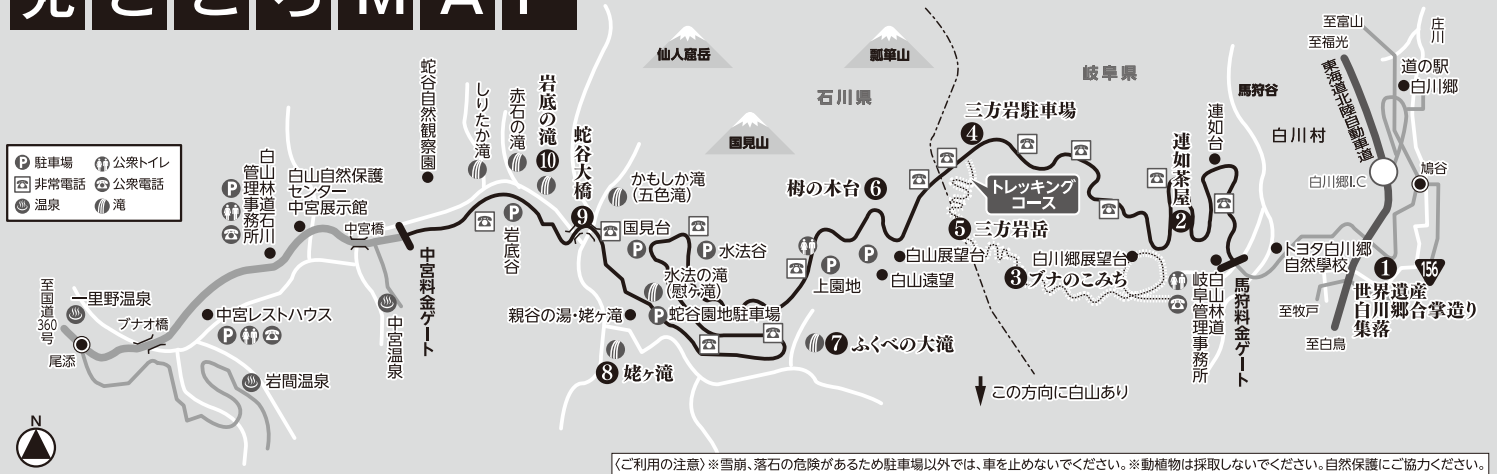 見どころMAP
駐車場
公衆トイレ
非常電話
公衆電話
温泉
滝
至国道360号
一里野温泉
尾添
ブナオ橋
白山林道石川管理事務所
白山自然保護センター
中宮展示館
中宮レストハウス
岩間温泉
中宮橋
中宮温泉
中宮料金ゲート
蛇谷自然観察園
しりたか滝
赤石の滝
岩底の滝
⑩
岩底谷
蛇谷大橋
⑨
かもしか滝
(五色滝)
国見台
水法谷
水法の滝
(慰ケ滝)
親谷の湯・姥ヶ滝
蛇谷園地駐車場
⑧姥ヶ滝
⑦ふくべの大滝
仙人窟岳
瓢箪山
国見山
石川県
岐阜県
栂の木台⑥
上園地
白山展望台
白山遠望
三方岩駐車場
④
トレッキング
コース
⑤三方岩岳
③ブナのこみち
白川郷展望台
この方向に白山あり
連如茶屋
②
連如台
馬狩谷
白川村
白山林道岐阜管理事務所
馬狩料金ゲート
トヨタ白川郷
自然學校
至富山
至福光
東海道北陸自動車道
庄川
道の駅
白川郷
白川郷I.C
鳩谷
①
156
世界遺産
白川郷合掌造り
集落
至牧戸
至白鳥
N
〈ご利用の注意〉※雪崩、落石の危険があるため駐車場以外では、車を止めないでください。※動植物は採取しないでください。自然保護にご協力ください。